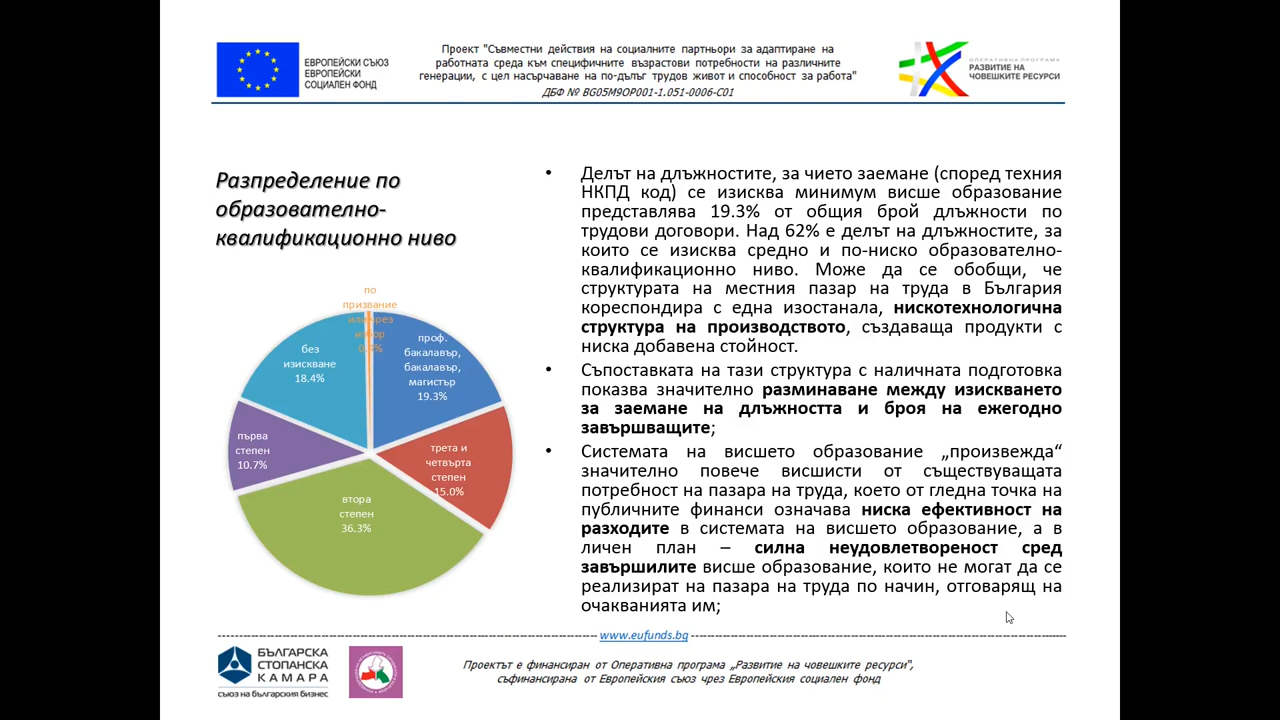 ЕВРОПЕЙСКИ СЪЮЗ
ЕВРОПЕЙСКИ
СОЦИАЛЕН ФОНД
Проект "Съвместни действия на социалните партньори за адаптиране на
работната среда към специфичните възрастови потребности на различните
генерации, с цел насърчаване на по-дълъг трудов живот и способност за работа"
ДБФ № BG05M9OP001-1.051-0006-C01
ОПЕРАТИВНА ПРОГРАМА
РАЗВИТИЕ НА
ЧОВЕШКИТЕ РЕСУРСИ
Разпределение по
образователно-
квалификационно ниво
по
призвание
или чрез
избор
проф.
бакалавър,
бакалавър,
магистър
19.3%
без
изискване
18.4%
първа
степен
10.7%
трета и
четвърта
степен
15.0%
втора
степен
36.3%
• Делът на длъжностите, за чието заемане (според техния
НКПД код) се изисква минимум висше образование
представлява 19.3% от общия брой длъжности по
трудови договори. Над 62% е делът на длъжностите, за
които се изисква средно и по-ниско образователно-
квалификационно ниво. Може да се обобщи, че
структурата на местния пазар на труда в България
кореспондира с една изостанала, нискотехнологична
структура на производството, създаваща продукти с
ниска добавена стойност.
• Съпоставката на тази структура с наличната подготовка
показва значително разминаване между изискването
за заемане на длъжността и броя на ежегодно
завършващите;
• Системата на висшето образование „произвежда“
значително повече висшисти от съществуващата
потребност на пазара на труда, което от гледна точка на
публичните финанси означава ниска ефективност на
разходите в системата на висшето образование, а в
личен план – силна неудовлетвореност сред
завършилите висше образование, които не могат да се
реализират на пазара на труда по начин, отговарящ на
очакванията им;
www.eufunds.bg
БЪЛГАРСКА
СТОПАНСКА
КАМАРА
СЪЮЗ НА БЪЛГАРСКИЯ БИЗНЕС
Проектът е финансиран от Оперативна програма „Развитие на човешките ресурси",
съфинансирана от Европейския съюз чрез Европейския социален фонд